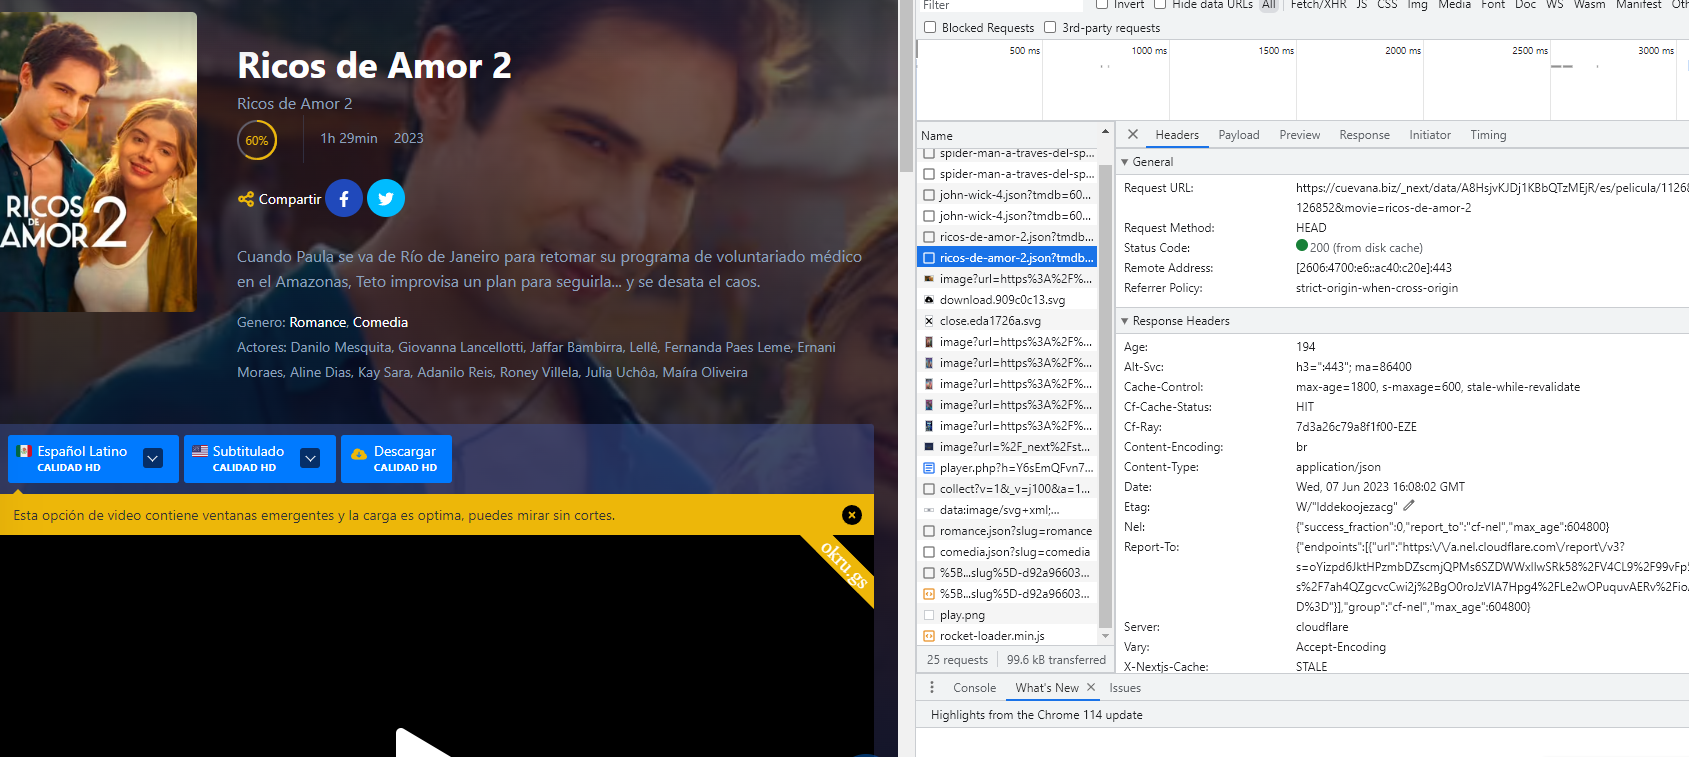 RICOS
DE
AMOR 2
Ricos de Amor 2
Ricos de Amor 2
60%
1h 29min 2023
Compartir
Cuando Paula se va de Río de Janeiro para retomar su programa de voluntariado médico
en el Amazonas, Teto improvisa un plan para seguirla... y se desata el caos.
Genero: Romance, Comedia
Actores: Danilo Mesquita, Giovanna Lancellotti, Jaffar Bambirra, Lellê, Fernanda Paes Leme, Ernani
Moraes, Aline Dias, Kay Sara, Adanilo Reis, Roney Villela, Julia Uchôa, Maíra Oliveira
Español Latino
CALIDAD HD
Subtitulado
CALIDAD HD
Descargar
CALIDAD HD
Esta opción de video contiene ventanas emergentes y la carga es optima, puedes mirar sin cortes.
okru.gs
Filter
Invert Hide data URLs All Fetch/XHR JS CSS Img Media Font Doc WS Wasm Manifest
Blocked Requests 3rd-party requests
500 ms 1000 ms 1500 ms 2000 ms 2500 ms 3000 ms
Name
spider-man-a-traves-del-sp...
spider-man-a-traves-del-sp...
john-wick-4.json?tmdb=60...
john-wick-4.json?tmdb=60...
ricos-de-amor-2.json?tmdb...
ricos-de-amor-2.json?tmdb...
image?url=https%3A%2F%...
download.909c0c13.svg
close.eda1726a.svg
image?url=https%3A%2F%...
image?url=https%3A%2F%...
image?url=https%3A%2F%...
image?url=https%3A%2F%...
image?url=https%3A%2F%...
image?url=%2F_next%2Fst...
player.php?h=Y6sEmQFvn7...
collect?v=1&_v=j100&a=1...
data:image/svg+xml;...
romance.json?slug=romance
comedia.json?slug=comedia
%5B...slug%5D-d92a96603...
%5B...slug%5D-d92a96603...
play.png
rocket-loader.min.js
25 requests 99.6 kB transferred
Headers Payload Preview Response Initiator Timing
General
Request URL: https://cuevana.biz/_next/data/A8HsjvKJDj1KBbQTzMEjR/es/pelicula/1126
126852&movie=ricos-de-amor-2
Request Method: HEAD
Status Code: 200 (from disk cache)
Remote Address: [2606:4700:e6::ac40:c20e]:443
Referrer Policy: strict-origin-when-cross-origin
Response Headers
Age: 194
Alt-Svc: h3=":443"; ma=86400
Cache-Control: max-age=1800, s-maxage=600, stale-while-revalidate
Cf-Cache-Status: HIT
Cf-Ray: 7d3a26c79a8f1f00-EZE
Content-Encoding: br
Content-Type: application/json
Date: Wed, 07 Jun 2023 16:08:02 GMT
Etag: W/"lddekoojezacg"
Nel: {"success_fraction":0,"report_to":"cf-nel","max_age":604800}
Report-To: {"endpoints":[{"url":"https:\/\/a.nel.cloudflare.com\/report\/v3?
s=oYizpd6JktHPzmbDZscmjQPMs6SZDWWxIlwSRk58%2FV4CL9%2F99vFp
s%2F7ah4QZgcvcCwi2j%2BgO0roJzVIA7Hpg4%2FLe2wOPuquvAERv%2Fio
D%3D"}],"group":"cf-nel","max_age":604800}
Server: cloudflare
Vary: Accept-Encoding
X-Nextjs-Cache: STALE
Console What's New Issues
Highlights from the Chrome 114 update